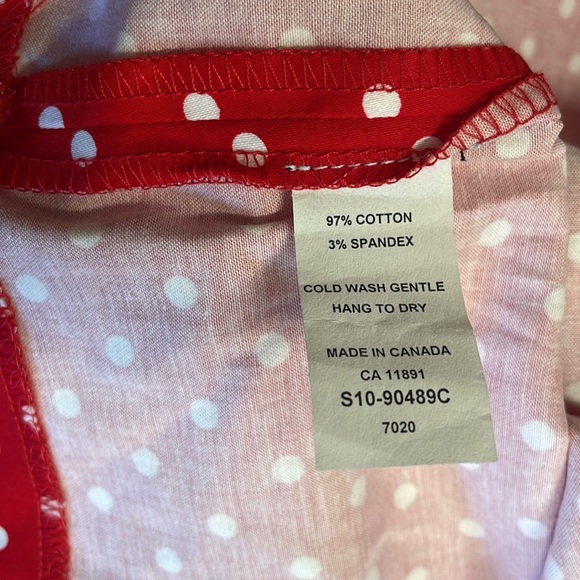 97% COTTON
3% SPANDEX
COLD WASH GENTLE
HANG TO DRY
MADE IN CANADA
CA 11891
S10-90489C
7020